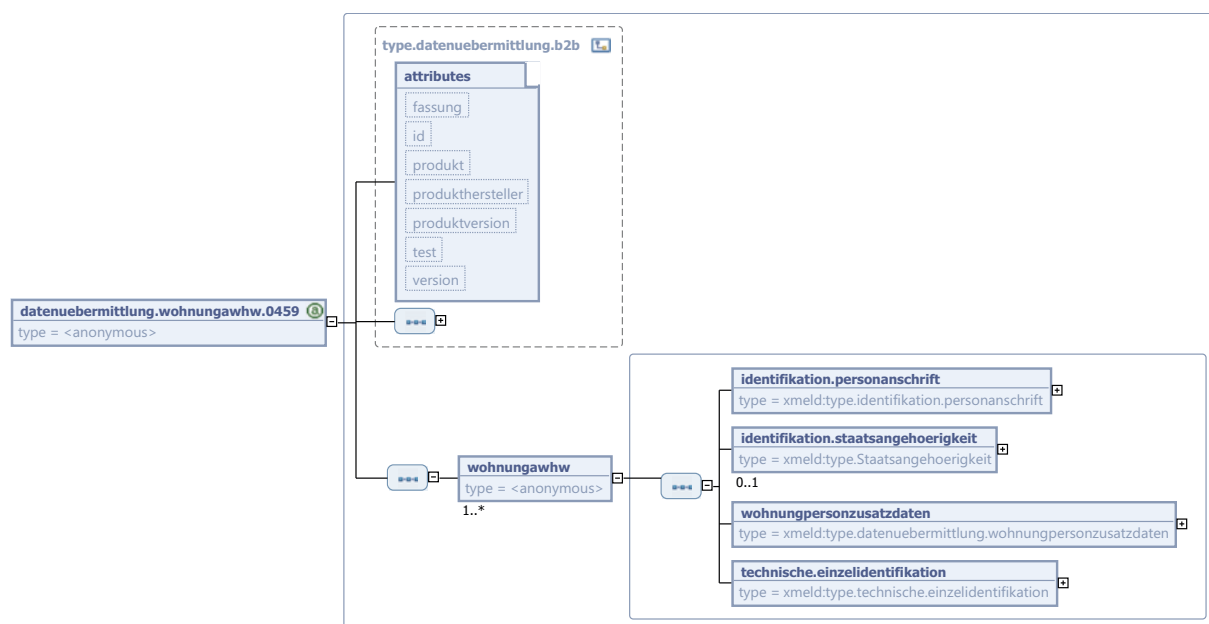 type.datenuebermittlung.b2b
attributes
fassung
id
produkt
produkthersteller
produktversion
test
version
datenuebermittlung.wohnungawhw.0459 @
type = <anonymous>
wohnungawhw
type = <anonymous>
1..*
identifikation.personanschrift
type = xmeld:type.identifikation.personanschrift
identifikation.staatsangehoerigkeit
type = xmeld:type.Staatsangehoerigkeit
0..1
wohnungpersonzusatzdaten
type = xmeld:type.datenuebermittlung.wohnungpersonzusatzdaten
technische.einzelidentifikation
type = xmeld:type.technische.einzelidentifikation